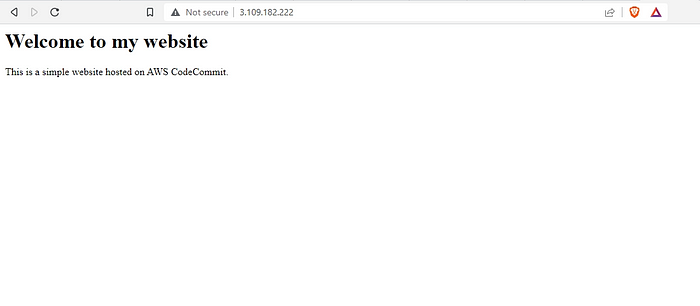 Not secure 3.109.182.222
Welcome to my website
This is a simple website hosted on AWS CodeCommit.